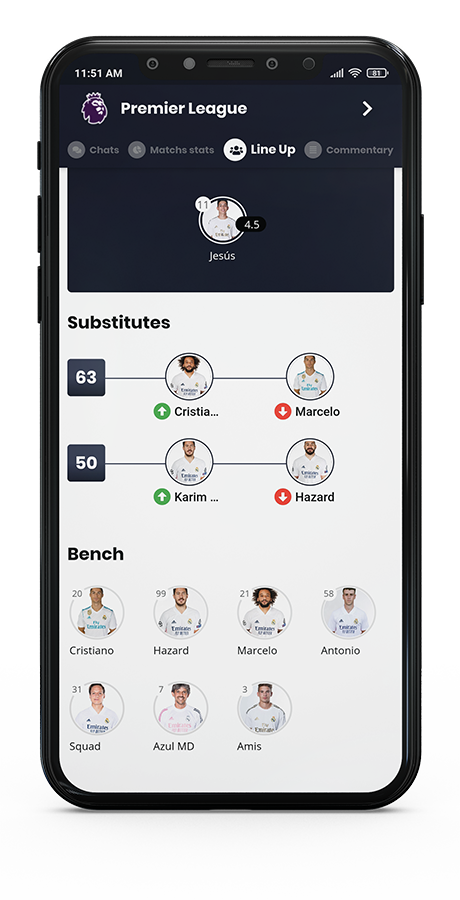 11:51 AM
81
Premier League
Chats
Matchs stats
Line Up
Commentary
11
4.5
Jesús
Substitutes
63
Cristia...
Marcelo
50
Karim ...
Hazard
Bench
20
99
21
58
Cristiano
Hazard
Marcelo
Antonio
31
7
3
Squad
Azul MD
Amis